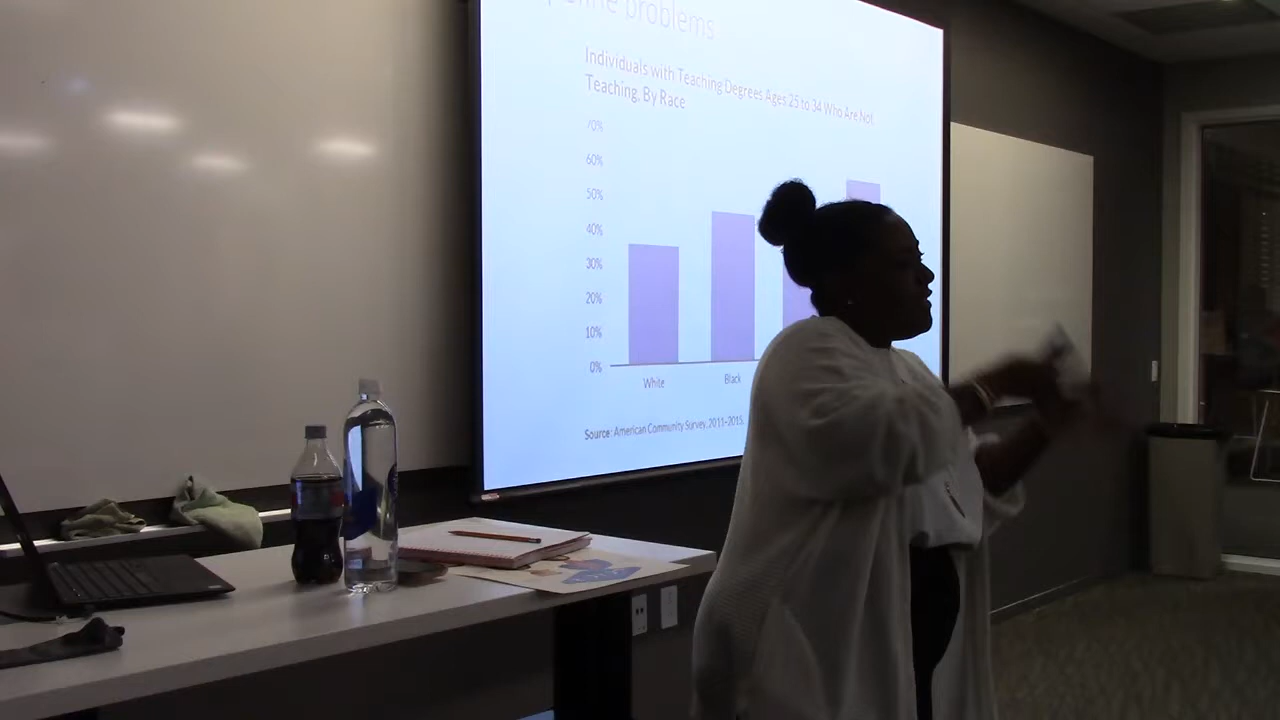 problems
Individuals with Teaching Degrees Ages 25 to 34 Who Are Not
Teaching, By Race
70%
60%
50%
40%
30%
20%
10%
0%
White
Black
Source: American Community Survey, 2011–2015.